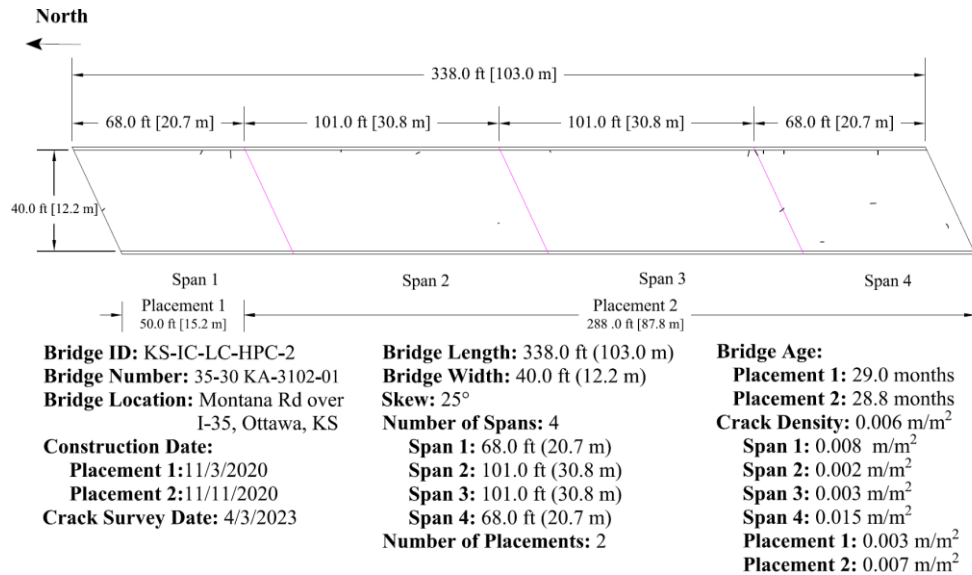 North
338.0 ft [103.0 m]
68.0 ft [20.7 m]
101.0 ft [30.8 m]
101.0 ft [30.8 m]
68.0 ft [20.7 m]
40.0 ft [12.2 m]
Span 1
Span 2
Span 3
Span 4
Placement 1
50.0 ft [15.2 m]
Placement 2
288 .0 ft [87.8 m]
Bridge ID: KS-IC-LC-HPC-2
Bridge Number: 35-30 KA-3102-01
Bridge Location: Montana Rd over
I-35, Ottawa, KS
Construction Date:
Placement 1:11/3/2020
Placement 2:11/11/2020
Crack Survey Date: 4/3/2023
Bridge Length: 338.0 ft (103.0 m)
Bridge Width: 40.0 ft (12.2 m)
Skew: 25°
Number of Spans: 4
Span 1: 68.0 ft (20.7 m)
Span 2: 101.0 ft (30.8 m)
Span 3: 101.0 ft (30.8 m)
Span 4: 68.0 ft (20.7 m)
Number of Placements: 2
Bridge Age:
Placement 1: 29.0 months
Placement 2: 28.8 months
Crack Density: 0.006 m/m²
Span 1: 0.008 m/m²
Span 2: 0.002 m/m²
Span 3: 0.003 m/m²
Span 4: 0.015 m/m²
Placement 1: 0.003 m/m²
Placement 2: 0.007 m/m²